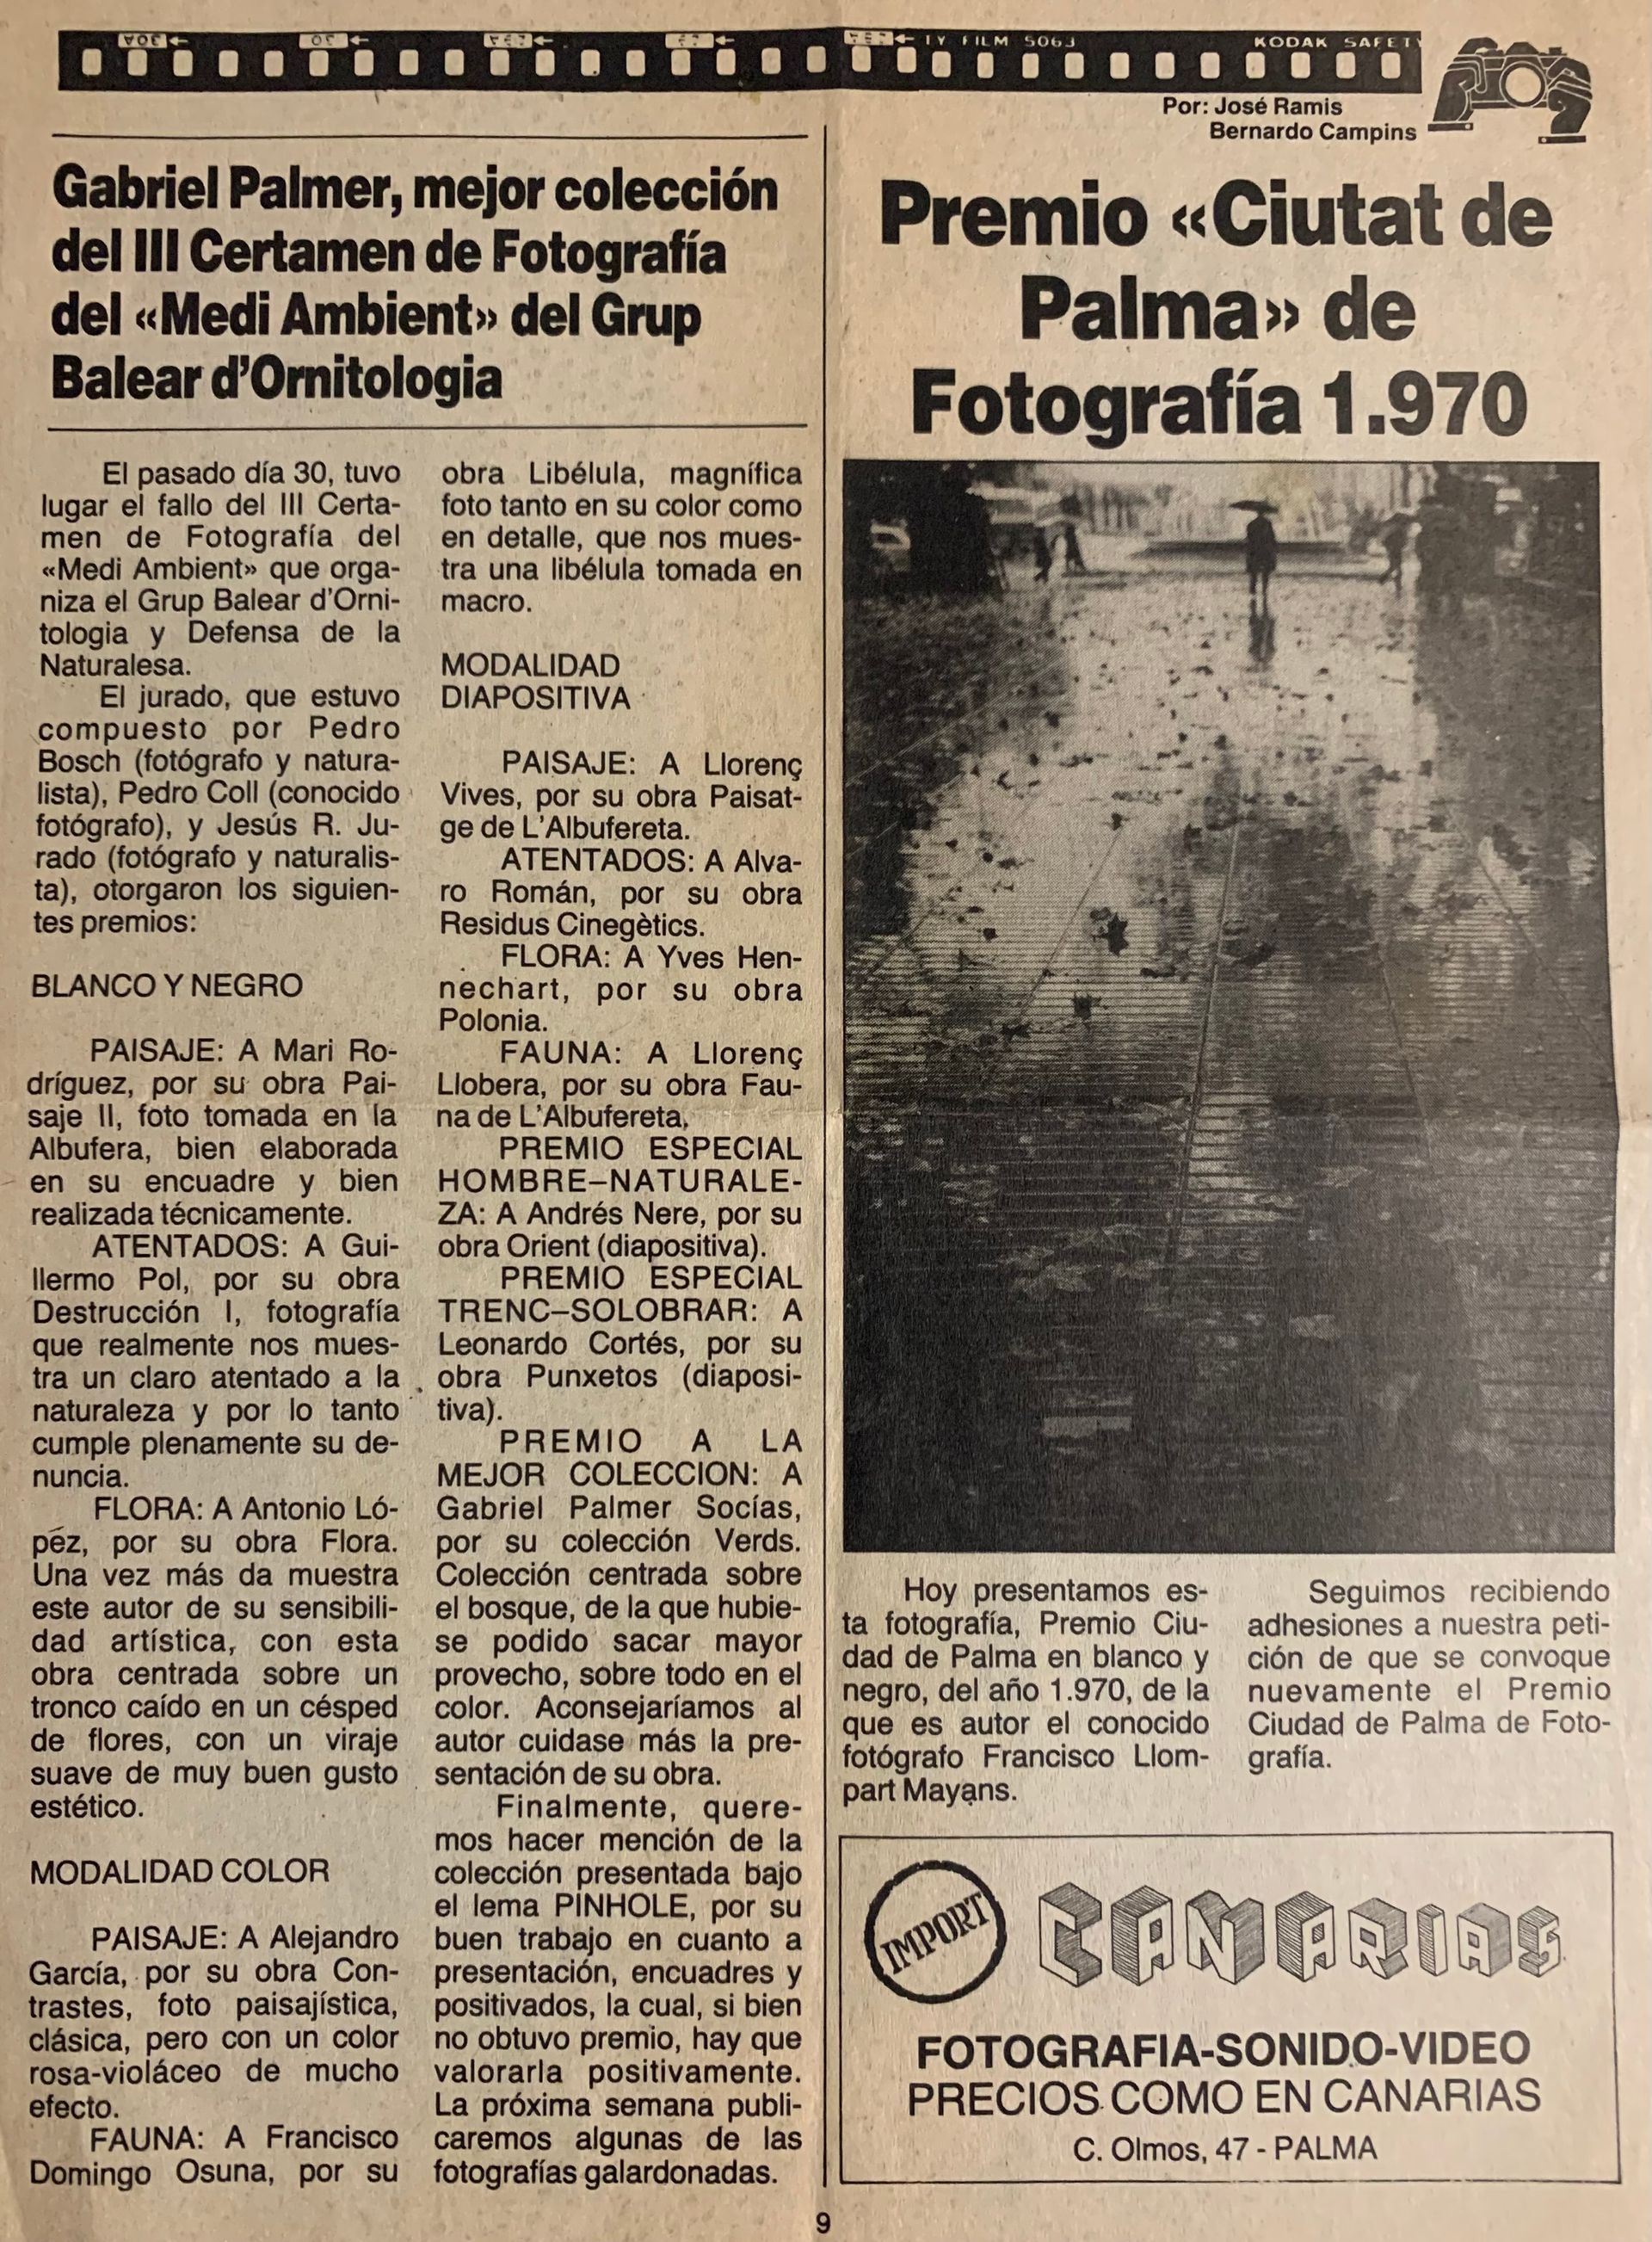 30A
30
29A
29
TY FILM 5063
KODAK SAFETY
Por: José Ramis
Bernardo Campins
Gabriel Palmer, mejor colección
del III Certamen de Fotografía
del «Medi Ambient» del Grup
Balear d'Ornitologia
El pasado día 30, tuvo
lugar el fallo del III Certa-
men de Fotografía del
«Medi Ambient» que orga-
niza el Grup Balear d'Orni-
tologia y Defensa de la
Naturalesa.
El jurado, que estuvo
compuesto por Pedro
Bosch (fotógrafo y natura-
lista), Pedro Coll (conocido
fotógrafo), y Jesús R. Ju-
rado (fotógrafo y naturalis-
ta), otorgaron los siguien-
tes premios:
BLANCO Y NEGRO
PAISAJE: A Mari Ro-
dríguez, por su obra Pai-
saje II, foto tomada en la
Albufera, bien elaborada
en su encuadre y bien
realizada técnicamente.
ATENTADOS: A Gui-
llermo Pol, por su obra
Destrucción I, fotografía
que realmente nos mues-
tra un claro atentado a la
naturaleza y por lo tanto
cumple plenamente su de-
nuncia.
FLORA: A Antonio Ló-
péz, por su obra Flora.
Una vez más da muestra
este autor de su sensibili-
dad artística, con esta
obra centrada sobre un
tronco caído en un césped
de flores, con un viraje
suave de muy buen gusto
estético.
MODALIDAD COLOR
PAISAJE: A Alejandro
García, por su obra Con-
trastes, foto paisajística,
clásica, pero con un color
rosa-violáceo de mucho
efecto.
FAUNA: A Francisco
Domingo Osuna, por su
obra Libélula, magnífica
foto tanto en su color como
en detalle, que nos mues-
tra una libélula tomada en
macro.
MODALIDAD
DIAPOSITIVA
PAISAJE: A Llorenç
Vives, por su obra Paisat-
ge de L'Albufereta.
ATENTADOS: A Alva-
ro Román, por su obra
Residus Cinegètics.
FLORA: A Yves Hen-
nechart, por su obra
Polonia.
FAUNA: A Llorenç
Llobera, por su obra Fau-
na de L'Albufereta.
PREMIO ESPECIAL
HOMBRE–NATURALE-
ZA: A Andrés Nere, por su
obra Orient (diapositiva).
PREMIO ESPECIAL
TRENC–SOLOBRAR: A
Leonardo Cortés, por su
obra Punxetos (diaposi-
tiva).
PREMIO A LA
MEJOR COLECCION: A
Gabriel Palmer Socías,
por su colección Verds.
Colección centrada sobre
el bosque, de la que hubie-
se podido sacar mayor
provecho, sobre todo en el
color. Aconsejaríamos al
autor cuidase más la pre-
sentación de su obra.
Finalmente, quere-
mos hacer mención de la
colección presentada bajo
el lema PINHOLE, por su
buen trabajo en cuanto a
presentación, encuadres y
positivados, la cual, si bien
no obtuvo premio, hay que
valorarla positivamente.
La próxima semana publi-
caremos algunas de las
fotografías galardonadas.
Premio «Ciutat de
Palma» de
Fotografía 1.970
Hoy presentamos es-
ta fotografía, Premio Ciu-
dad de Palma en blanco y
negro, del año 1.970, de la
que es autor el conocido
fotógrafo Francisco Llom-
part Mayans.
Seguimos recibiendo
adhesiones a nuestra peti-
ción de que se convoque
nuevamente el Premio
Ciudad de Palma de Foto-
grafía.
IMPORT
CANARIAS
FOTOGRAFIA-SONIDO-VIDEO
PRECIOS COMO EN CANARIAS
C. Olmos, 47 - PALMA
9